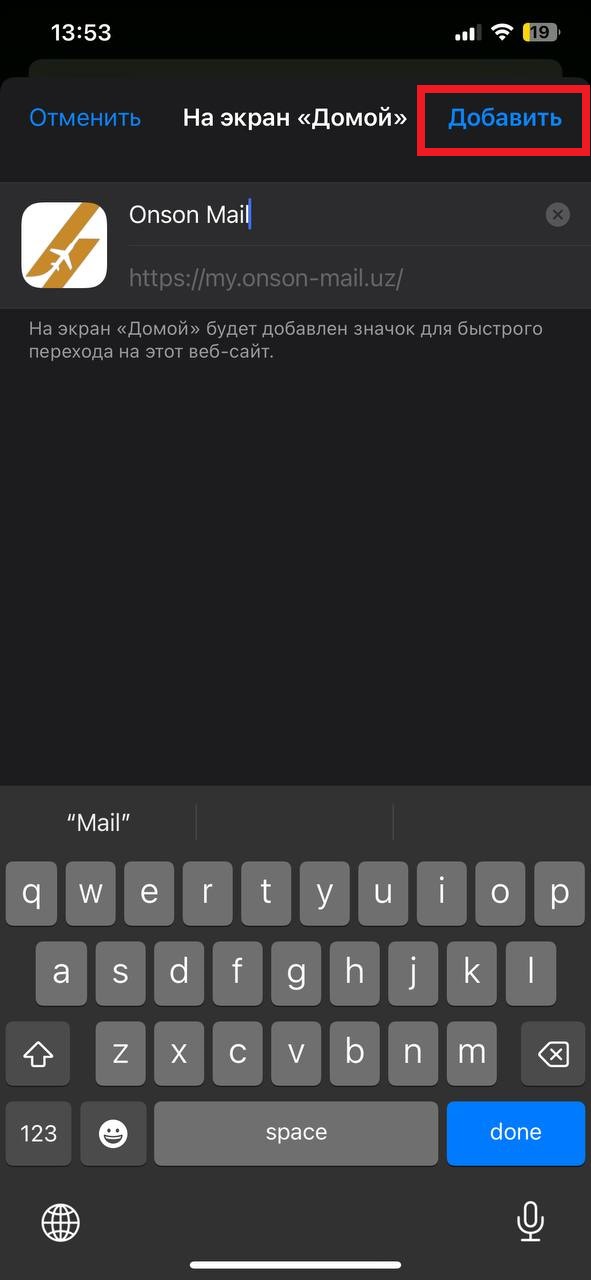 13:53
19
Отменить
На экран «Домой»
Добавить
Onson Mail
https://my.onson-mail.uz/
На экран «Домой» будет добавлен значок для быстрого
перехода на этот веб-сайт.
“Mail”
q w e r t y u i o p
a s d f g h j k l
z x c v b n m
123
space
done